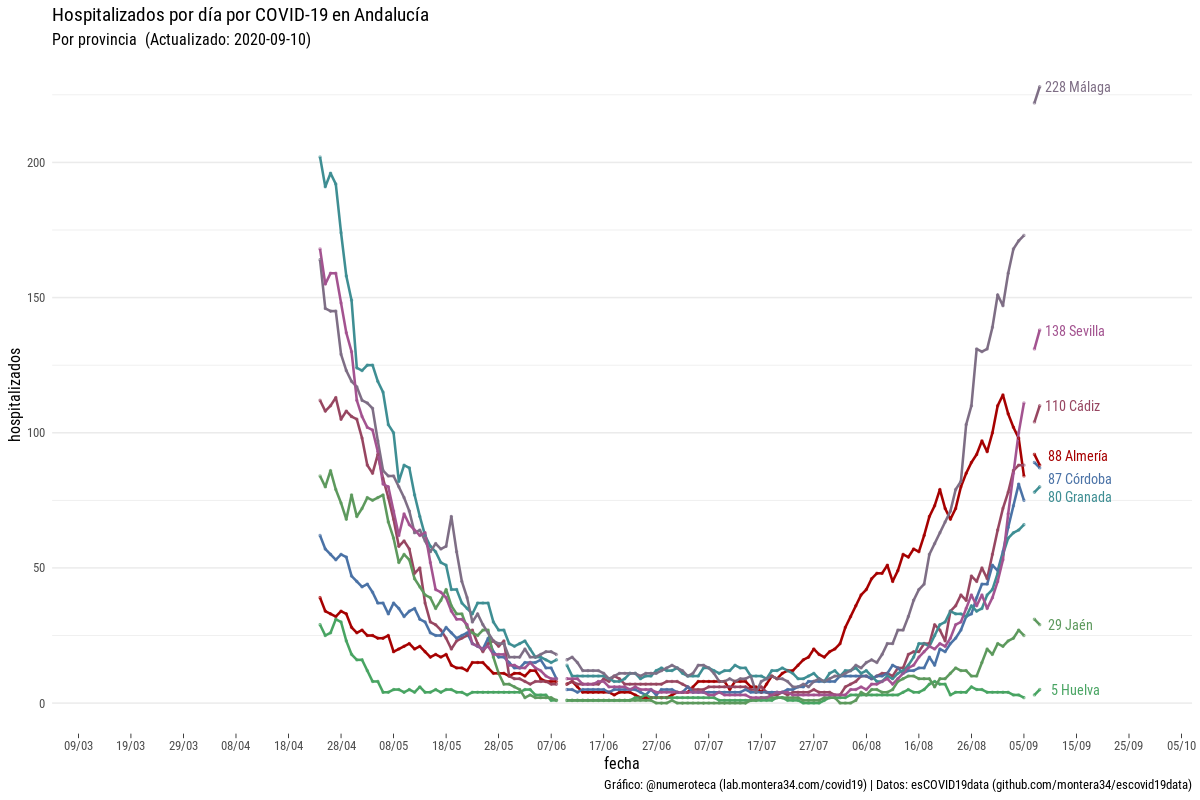 Hospitalizados por día por COVID-19 en Andalucía
Por provincia (Actualizado: 2020-09-10)
hospitalizados
200
150
100
50
0
228 Málaga
138 Sevilla
110 Cádiz
88 Almería
87 Córdoba
80 Granada
29 Jaén
5 Huelva
09/03 19/03 29/03 08/04 18/04 28/04 08/05 18/05 28/05 07/06 17/06 27/06 07/07 17/07 27/07 06/08 16/08 26/08 05/09 15/09 25/09 05/10
fecha
Gráfico: @numeroteca (lab.montera34.com/covid19) | Datos: esCOVID19data (github.com/montera34/escovid19data)